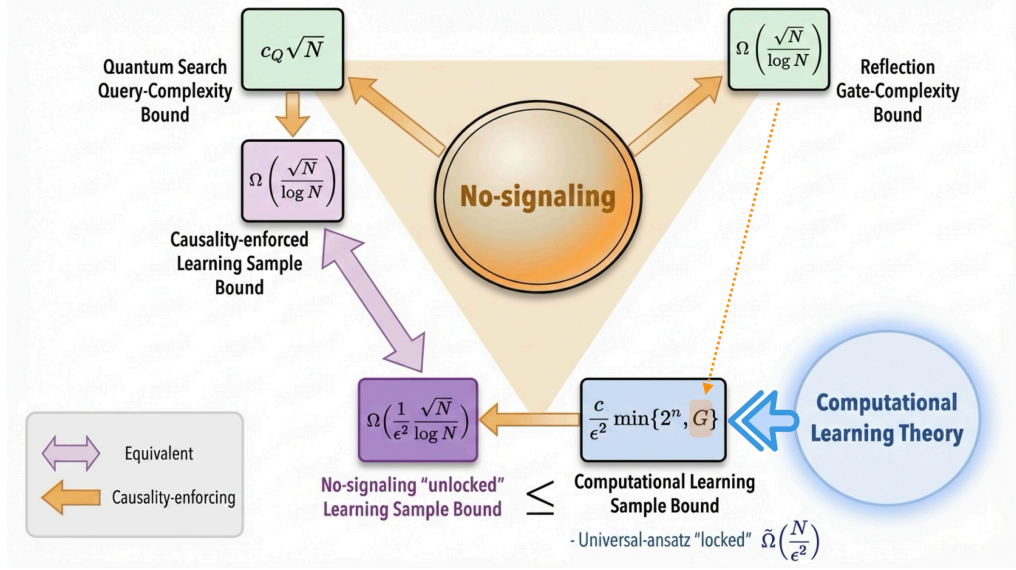 c_Q √N
Quantum Search
Query-Complexity
Bound
Ω(√N / log N)
Causality-enforced
Learning Sample
Bound
No-signaling
Ω(√N / log N)
Reflection
Gate-Complexity
Bound
Ω(1/ϵ² √N / log N)
No-signaling “unlocked”
Learning Sample Bound
≤
c/ϵ² min{2ⁿ, G}
Computational Learning
Sample Bound
- Universal-ansatz “locked” Ω̃(N/ϵ²)
Computational
Learning Theory
Equivalent
Causality-enforcing